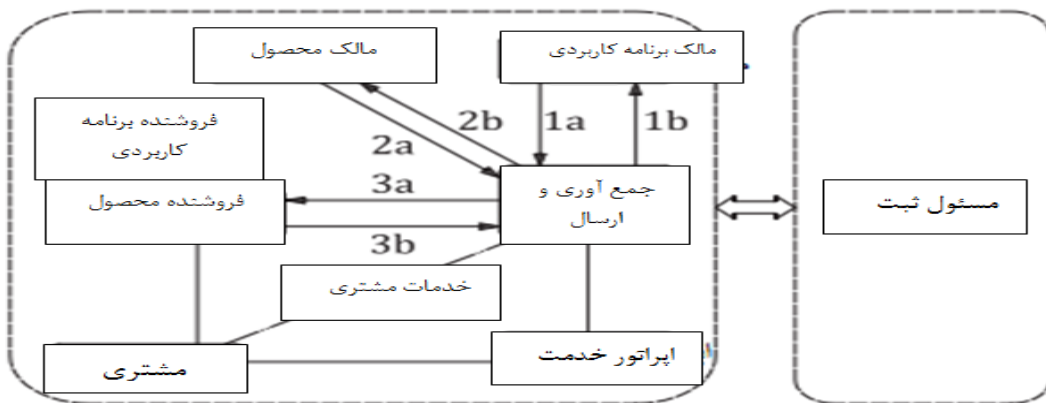 مالک محصول
مالک برنامه کاربردی
2b
1a
1b
2a
فروشنده برنامه
کاربردی
3a
جمع آوری و
ارسال
فروشنده محصول
مسئول ثبت
3b
خدمات مشتری
اپراتور خدمت
مشتری